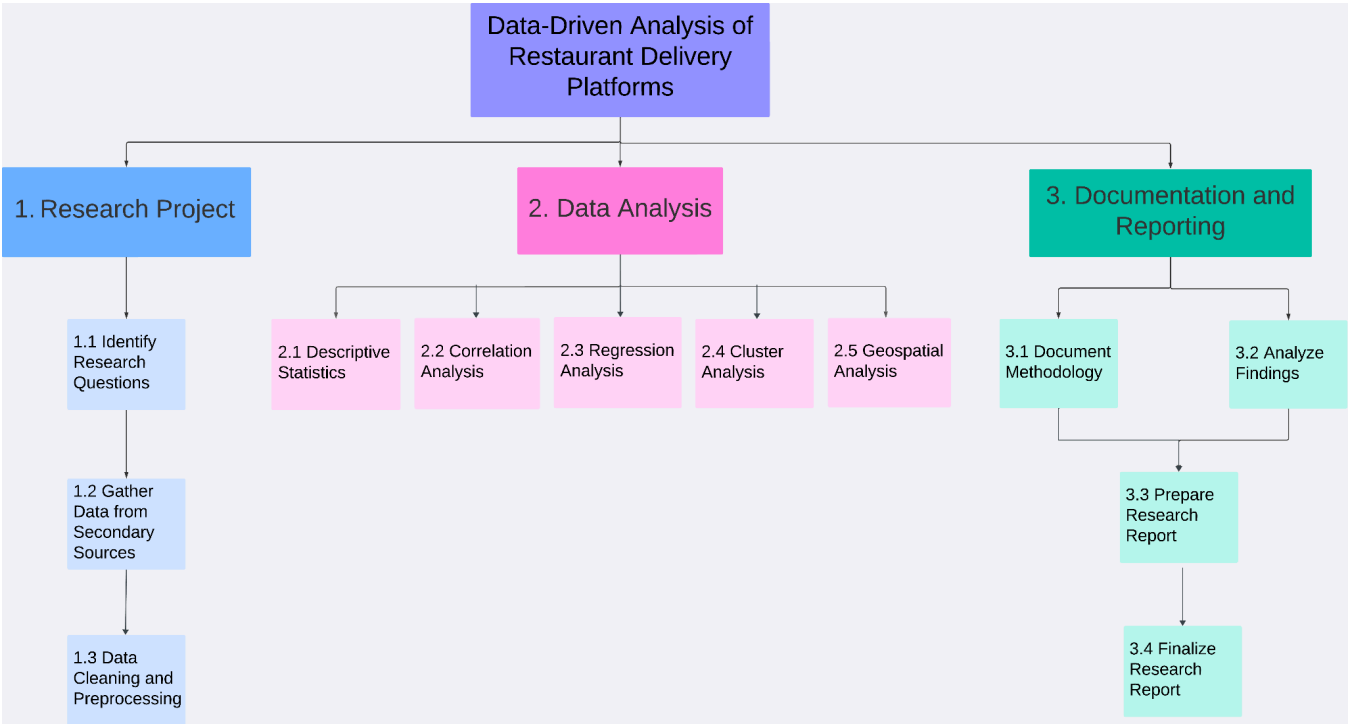 Data-Driven Analysis of
Restaurant Delivery
Platforms
1. Research Project
2. Data Analysis
3. Documentation and
Reporting
1.1 Identify
Research
Questions
2.1 Descriptive
Statistics
2.2 Correlation
Analysis
2.3 Regression
Analysis
2.4 Cluster
Analysis
2.5 Geospatial
Analysis
3.1 Document
Methodology
3.2 Analyze
Findings
1.2 Gather
Data from
Secondary
Sources
3.3 Prepare
Research
Report
1.3 Data
Cleaning and
Preprocessing
3.4 Finalize
Research
Report